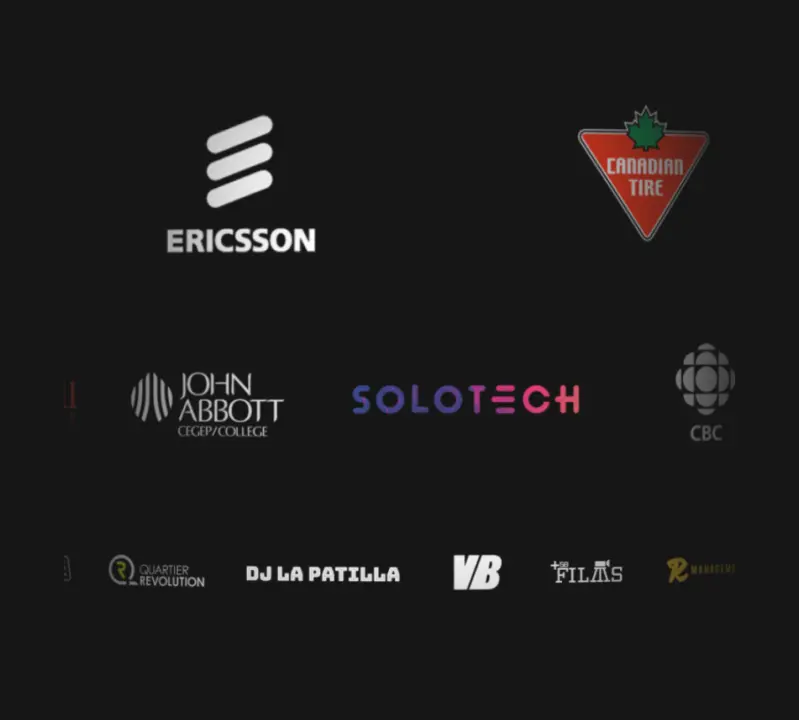 ERICSSON
CANADIAN
TIRE
JOHN
ABBOTT
CEGEP/COLLEGE
SOLOTECH
CBC
QUARTIER
REVOLUTION
DJ LA PATILLA
VB
FILMS
R